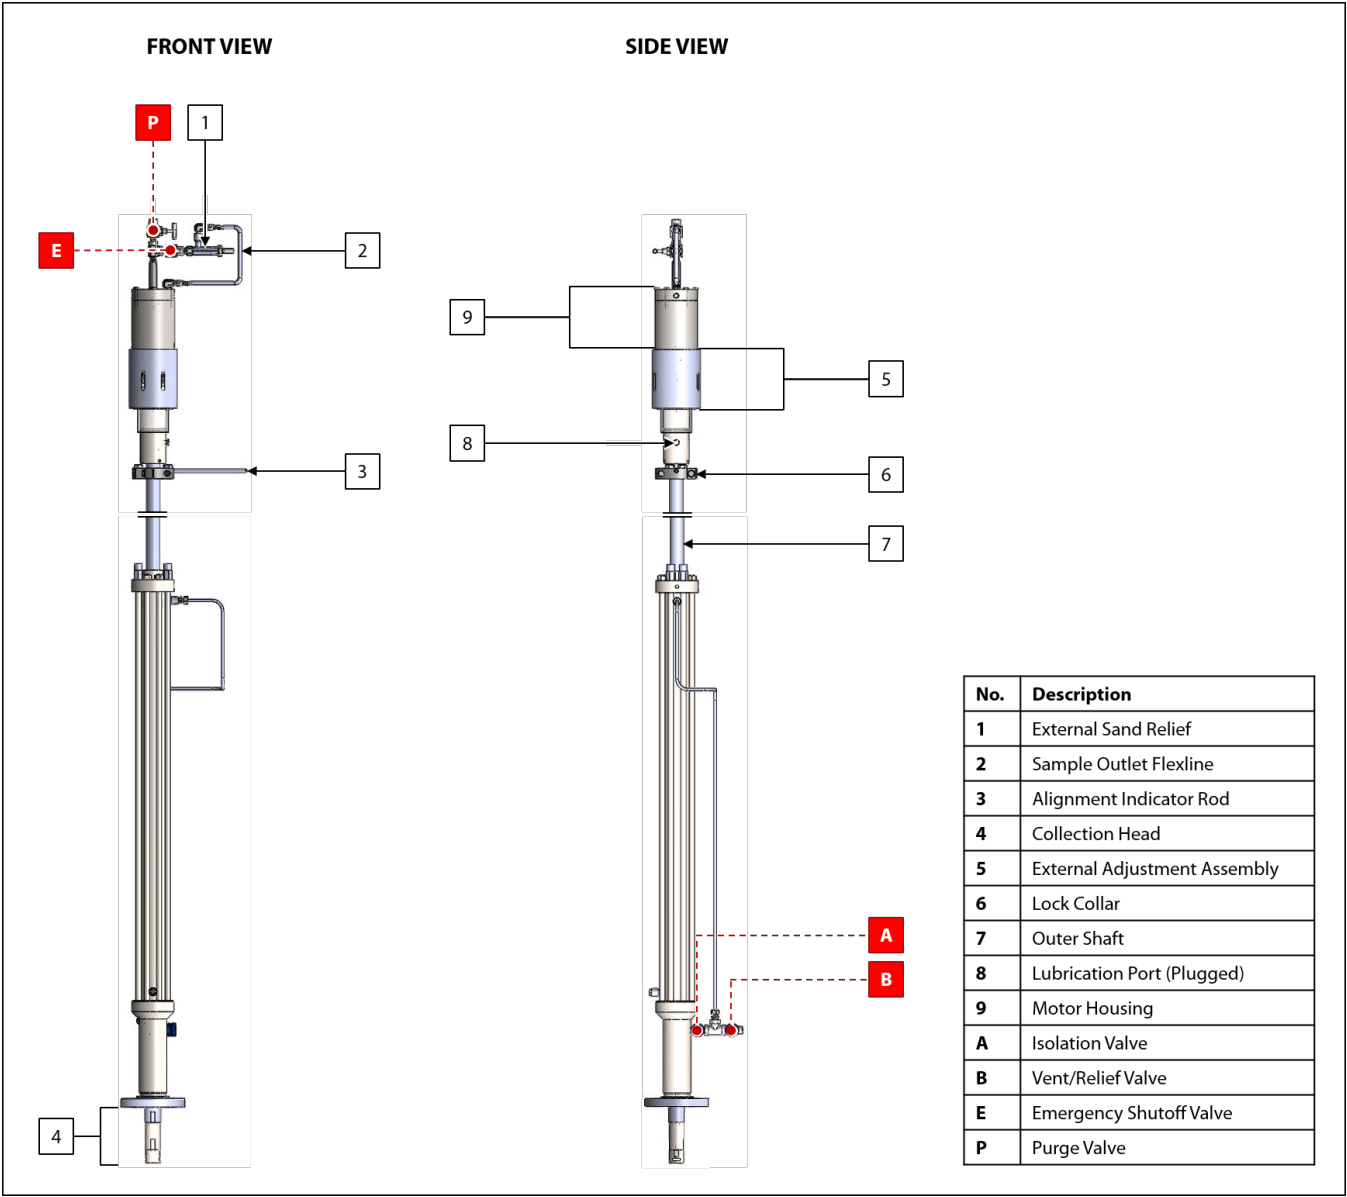 FRONT VIEW
SIDE VIEW
P
1
E
2
9
5
8
3
6
7
A
B
4
No. Description
1 External Sand Relief
2 Sample Outlet Flexline
3 Alignment Indicator Rod
4 Collection Head
5 External Adjustment Assembly
6 Lock Collar
7 Outer Shaft
8 Lubrication Port (Plugged)
9 Motor Housing
A Isolation Valve
B Vent/Relief Valve
E Emergency Shutoff Valve
P Purge Valve